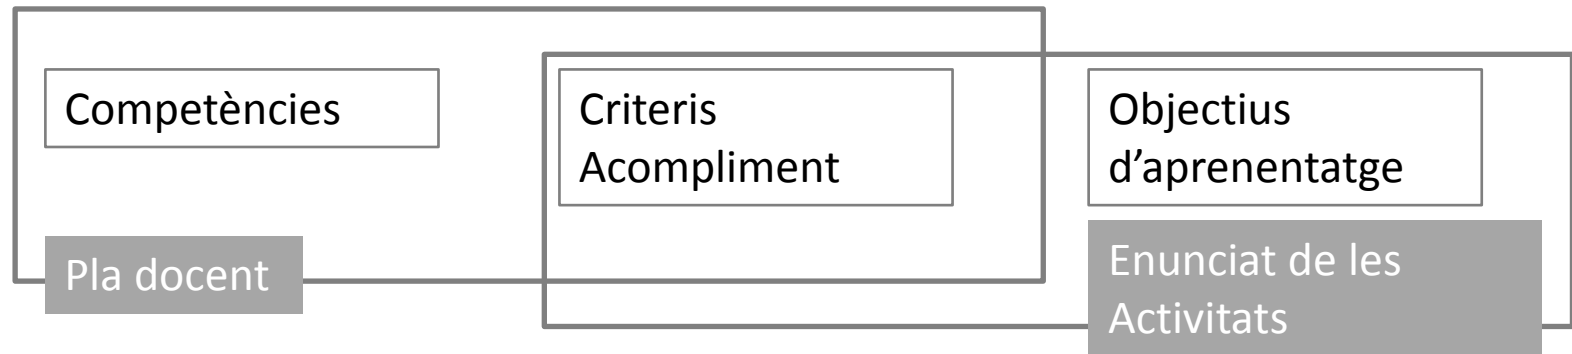 Competències
Criteris
Acompliment
Objectius
d’aprenentatge
Pla docent
Enunciat de les
Activitats